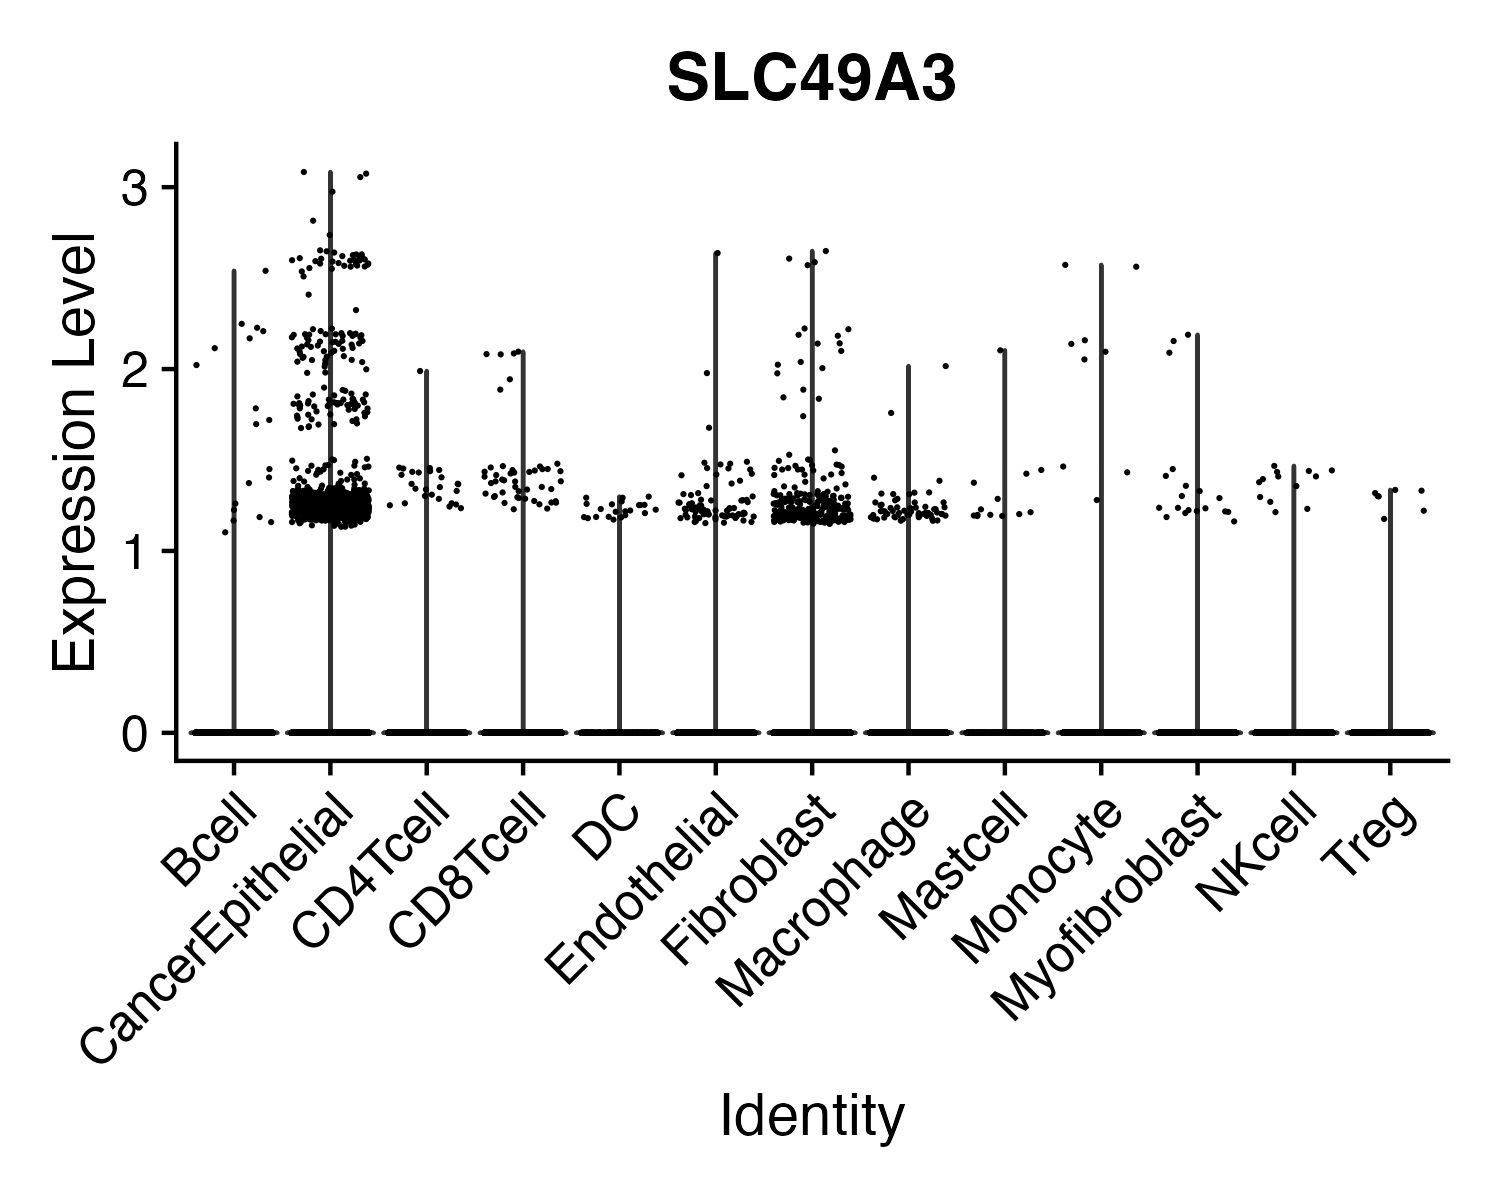 SLC49A3
Expression Level
3
2
1
0
Bcell
CancerEpithelial
CD4Tcell
CD8Tcell
DC
Endothelial
Fibroblast
Macrophage
Mastcell
Monocyte
Myofibroblast
NKcell
Treg
Identity